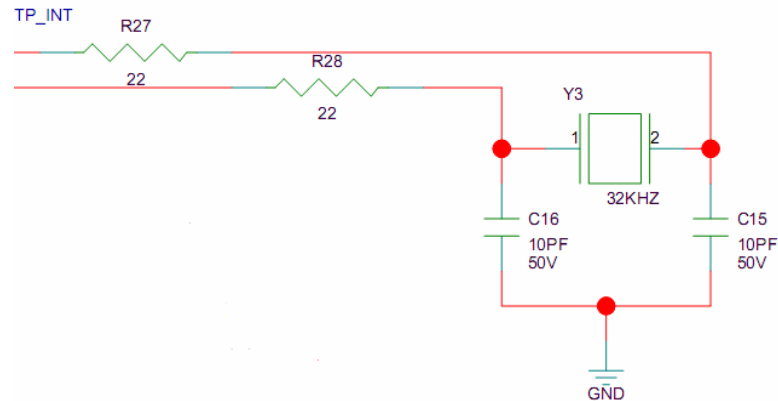 TP_INT
R27
22
R28
22
Y3
1
2
32KHZ
C16
10PF
50V
C15
10PF
50V
GND